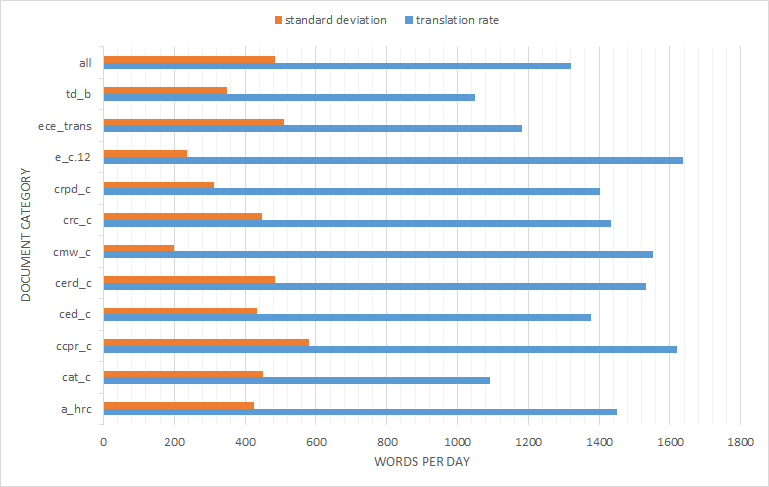 standard deviation translation rate
all
td_b
ece_trans
e_c.12
crpd_c
crc_c
cmw_c
cerd_c
ced_c
ccpr_c
cat_c
a_hrc
DOCUMENT CATEGORY
0 200 400 600 800 1000 1200 1400 1600 1800
WORDS PER DAY